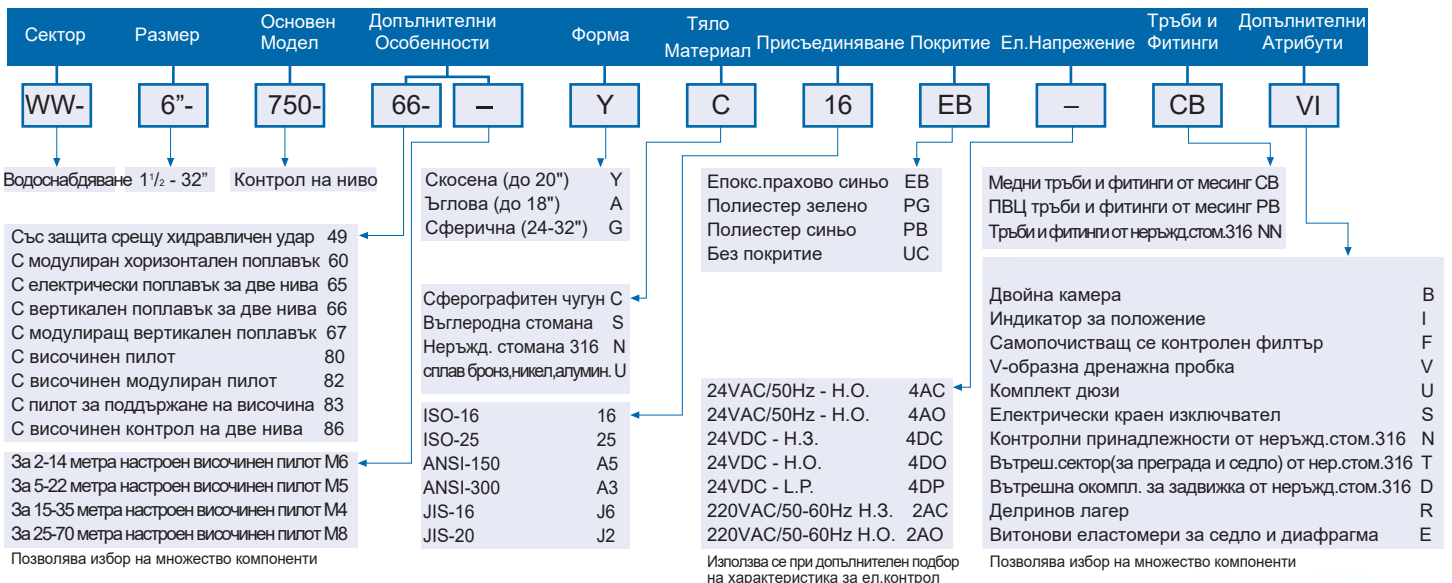 Сектор Размер Основен Модел Допълнителни Особенности Форма Тяло Материал Присъединяване Покритие Ел.Напрежение Тръби и Фитинги Допълнителни Атрибути
WW- 6”- 750- 66- – Y C 16 EB – CB VI
Водоснабдяване 1 1/2 - 32” Контрол на ниво
Със защита срещу хидравличен удар 49
С модулиран хоризонтален поплавък 60
С електрически поплавък за две нива 65
С вертикален поплавък за две нива 66
С модулиращ вертикален поплавък 67
С височинен пилот 80
С височинен модулиран пилот 82
С пилот за поддържане на височина 83
С височинен контрол на две нива 86
За 2-14 метра настроен височинен пилот M6
За 5-22 метра настроен височинен пилот M5
За 15-35 метра настроен височинен пилот M4
За 25-70 метра настроен височинен пилот M8
Позволява избор на множество компоненти
Скосена (до 20") Y
Ъглова (до 18") A
Сферична (24-32") G
Сферографитен чугун C
Въглеродна стомана S
Неръжд. стомана 316 N
сплав бронз,никел,алумин. U
ISO-16 16
ISO-25 25
ANSI-150 A5
ANSI-300 A3
JIS-16 J6
JIS-20 J2
Епокс.прахово синьо EB
Полиестер зелено PG
Полиестер синьо PB
Без покритие UC
24VAC/50Hz - H.O. 4AC
24VAC/50Hz - H.O. 4AO
24VDC - Н.З. 4DC
24VDC - H.O. 4DO
24VDC - L.P. 4DP
220VAC/50-60Hz Н.З. 2AC
220VAC/50-60Hz H.O. 2AO
Използва се при допълнителен подбор
на характеристика за ел.контрол
Медни тръби и фитинги от месинг CB
ПВЦ тръби и фитинги от месинг PB
Тръби и фитинги от неръжд.стом.316 NN
Двойна камера B
Индикатор за положение I
Самопочистващ се контролен филтър F
V-образна дренажна пробка V
Комплект дюзи U
Електрически краен изключвател S
Контролни принадлежности от неръжд.стом.316 N
Вътреш.сектор(за преграда и седло) от нер.стом.316 T
Вътрешна окомпл. за задвижка от неръжд.стом.316 D
Делринов лагер R
Витонови еластомери за седло и диафрагма E
Позволява избор на множество компоненти